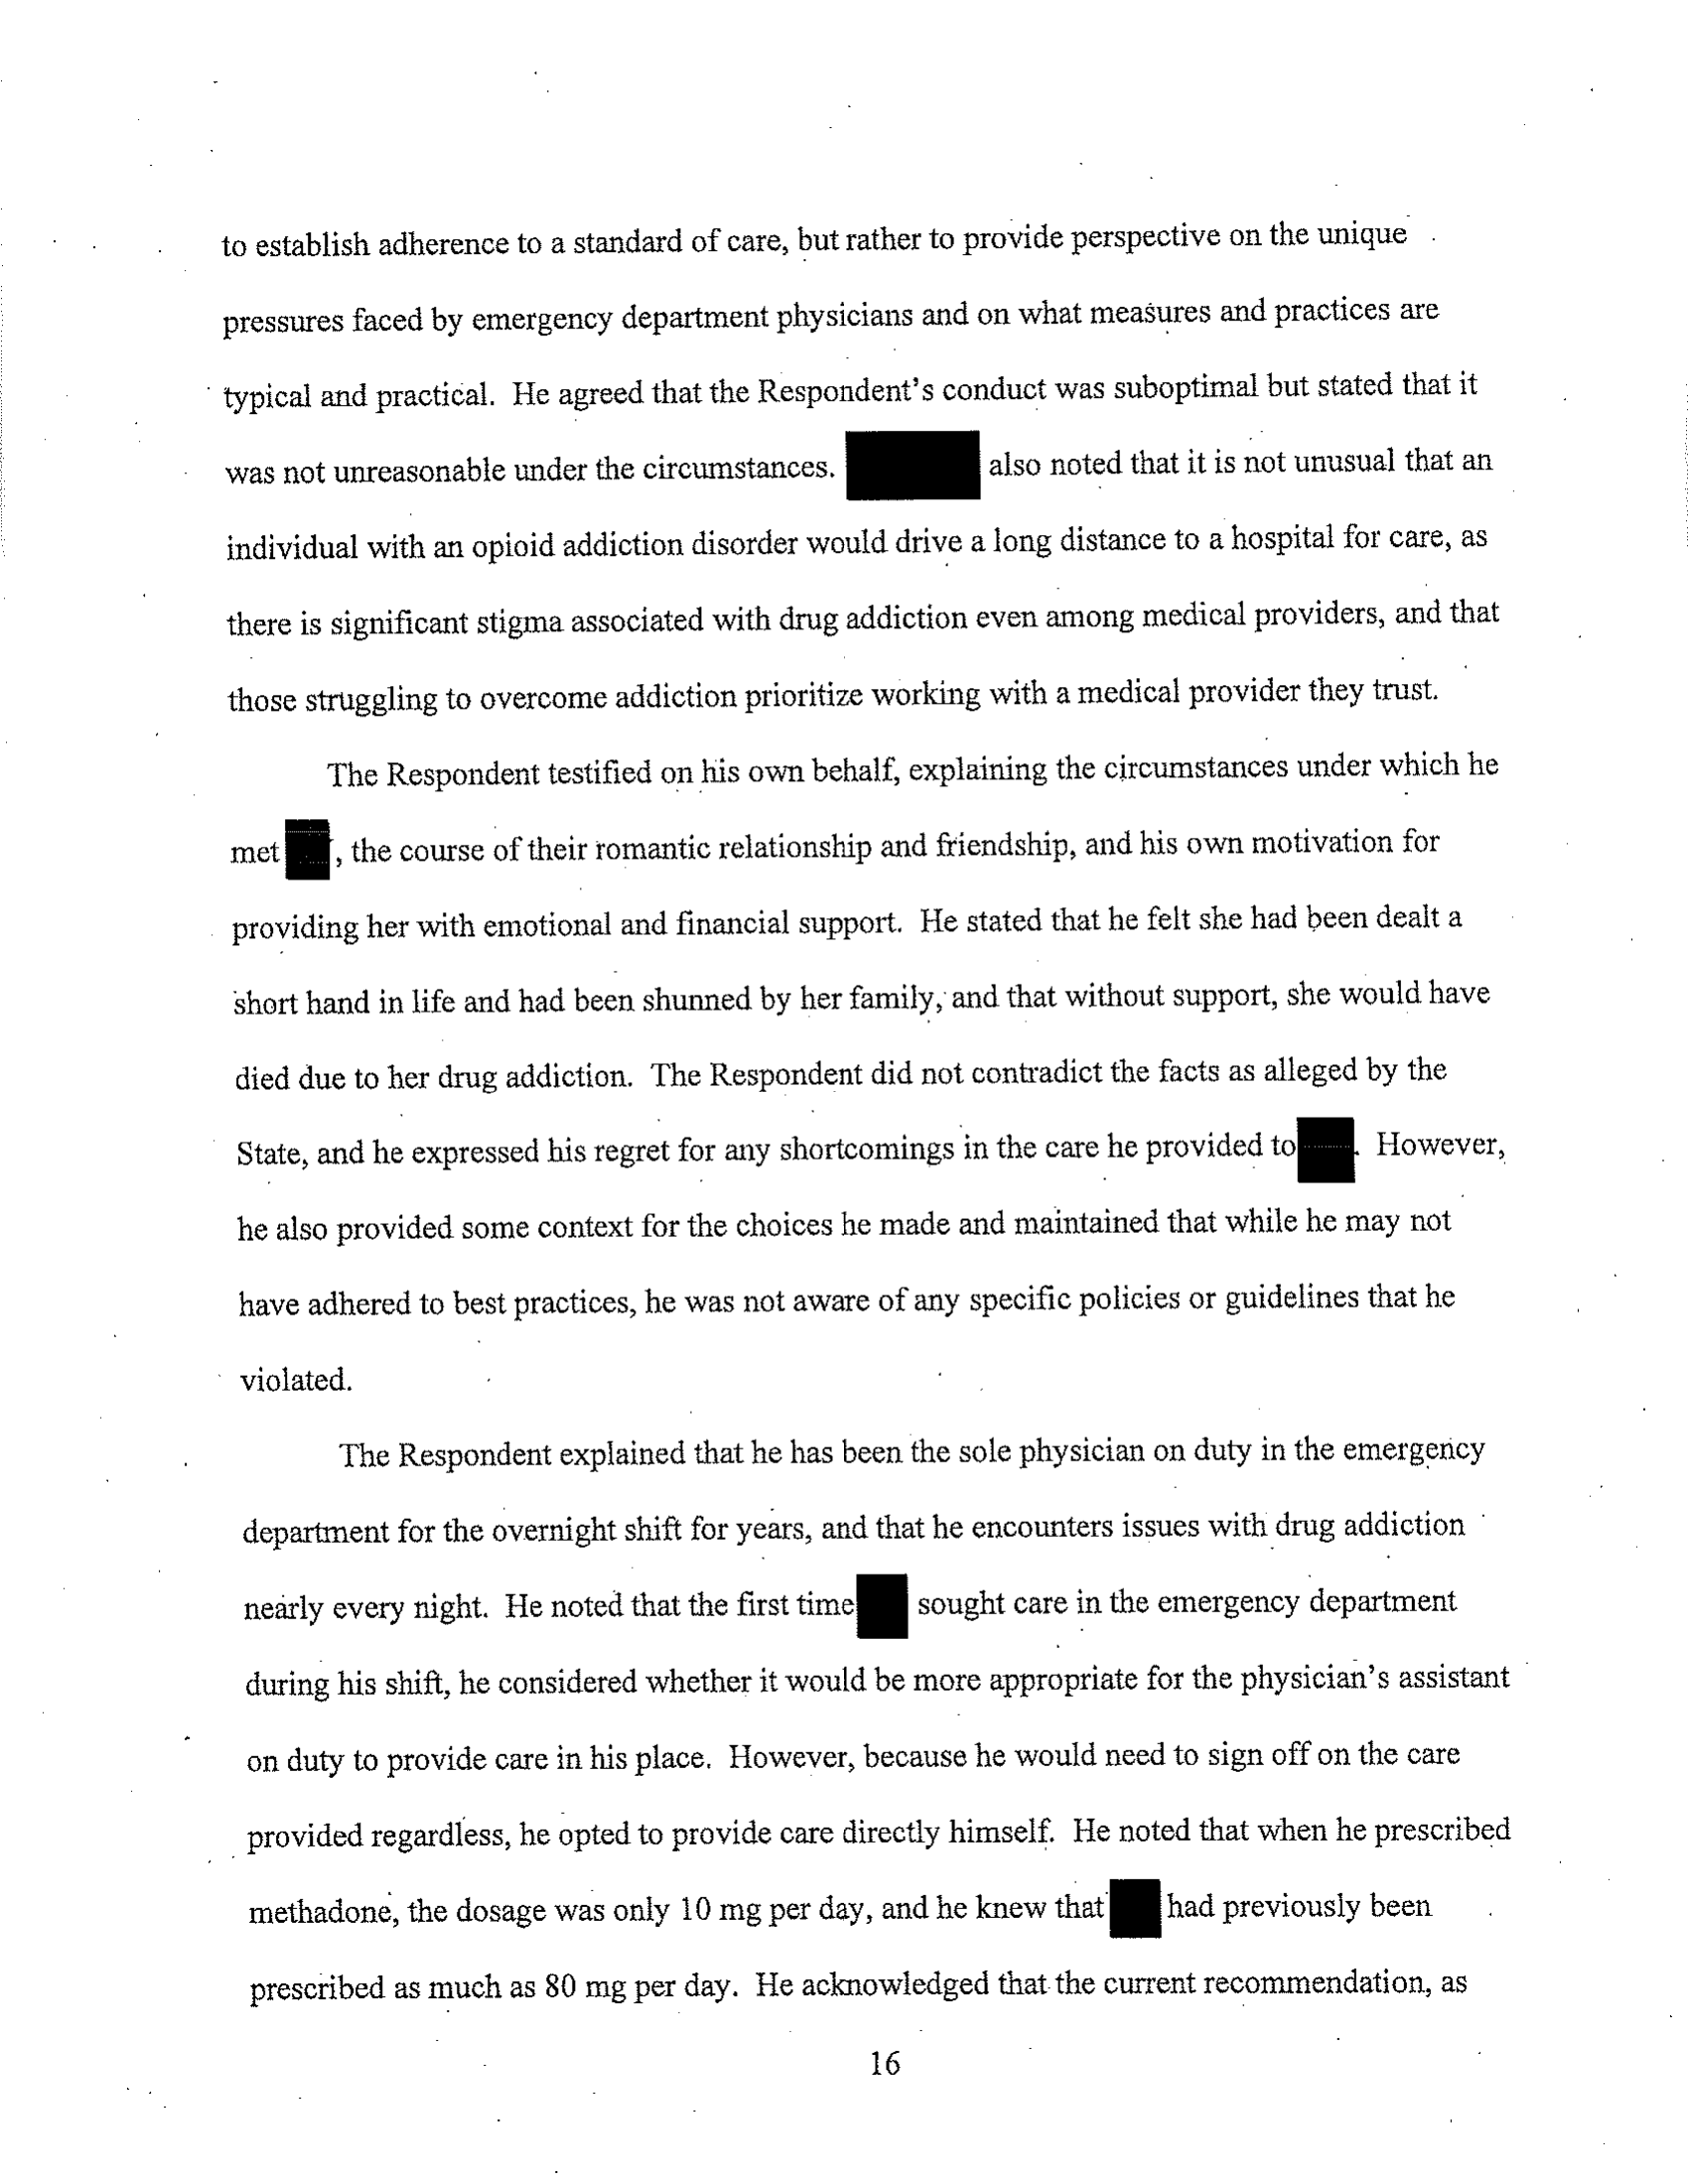 to establish adherence to a standard of care, but rather to provide perspective on the unique
pressures faced by emergency department physicians and on what measures and practices are
typical and practical. He agreed that the Respondent's conduct was suboptimal but stated that it
was not unreasonable under the circumstances. also noted that it is not unusual that an
individual with an opioid addiction disorder would drive a long distance to a hospital for care, as
there is significant stigma associated with drug addiction even among medical providers, and that
those struggling to overcome addiction prioritize working with a medical provider they trust.
The Respondent testified on his own behalf, explaining the circumstances under which he
met , the course of their romantic relationship and friendship, and his own motivation for
providing her with emotional and financial support. He stated that he felt she had been dealt a
short hand in life and had been shunned by her family, and that without support, she would have
died due to her drug addiction. The Respondent did not contradict the facts as alleged by the
State, and he expressed his regret for any shortcomings in the care he provided to . However,
he also provided some context for the choices he made and maintained that while he may not
have adhered to best practices, he was not aware of any specific policies or guidelines that he
violated.
The Respondent explained that he has been the sole physician on duty in the emergency
department for the overnight shift for years, and that he encounters issues with drug addiction
nearly every night. He noted that the first time sought care in the emergency department
during his shift, he considered whether it would be more appropriate for the physician's assistant
on duty to provide care in his place. However, because he would need to sign off on the care
provided regardless, he opted to provide care directly himself. He noted that when he prescribed
methadone, the dosage was only 10 mg per day, and he knew that had previously been
prescribed as much as 80 mg per day. He acknowledged that the current recommendation, as
16